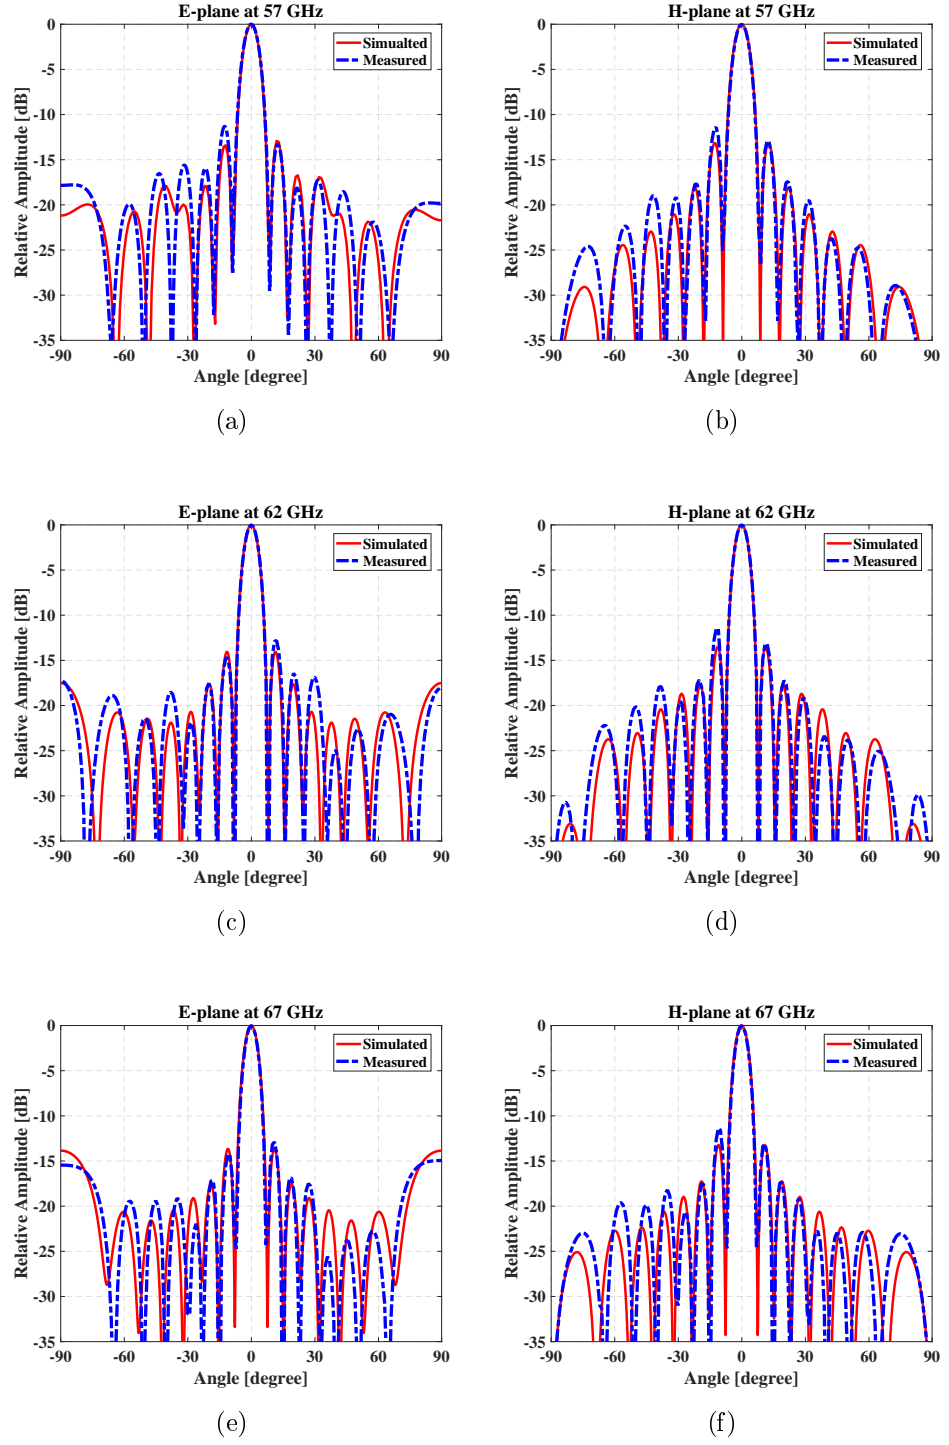 E-plane at 57 GHz
H-plane at 57 GHz
0
-5
-10
-15
-20
-25
-30
-35
Relative Amplitude [dB]
Simualted
Measured
-90 -60 -30 0 30 60 90
Angle [degree]
(a)
0
-5
-10
-15
-20
-25
-30
-35
Relative Amplitude [dB]
Simulated
Measured
-90 -60 -30 0 30 60 90
Angle [degree]
(b)
E-plane at 62 GHz
0
-5
-10
-15
-20
-25
-30
-35
Relative Amplitude [dB]
Simulated
Measured
-90 -60 -30 0 30 60 90
Angle [degree]
(c)
H-plane at 62 GHz
0
-5
-10
-15
-20
-25
-30
-35
Relative Amplitude [dB]
Simulated
Measured
-90 -60 -30 0 30 60 90
Angle [degree]
(d)
E-plane at 67 GHz
0
-5
-10
-15
-20
-25
-30
-35
Relative Amplitude [dB]
Simulated
Measured
-90 -60 -30 0 30 60 90
Angle [degree]
(e)
H-plane at 67 GHz
0
-5
-10
-15
-20
-25
-30
-35
Relative Amplitude [dB]
Simulated
Measured
-90 -60 -30 0 30 60 90
Angle [degree]
(f)